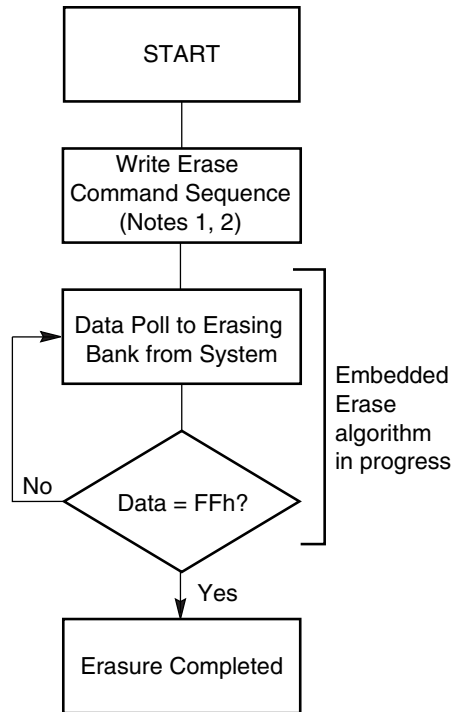 START
Write Erase
Command Sequence
(Notes 1, 2)
Data Poll to Erasing
Bank from System
Embedded
Erase
algorithm
in progress
No
Data = FFh?
Yes
Erasure Completed